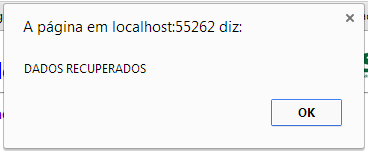 A página em localhost:55262 diz:
DADOS RECUPERADOS
OK